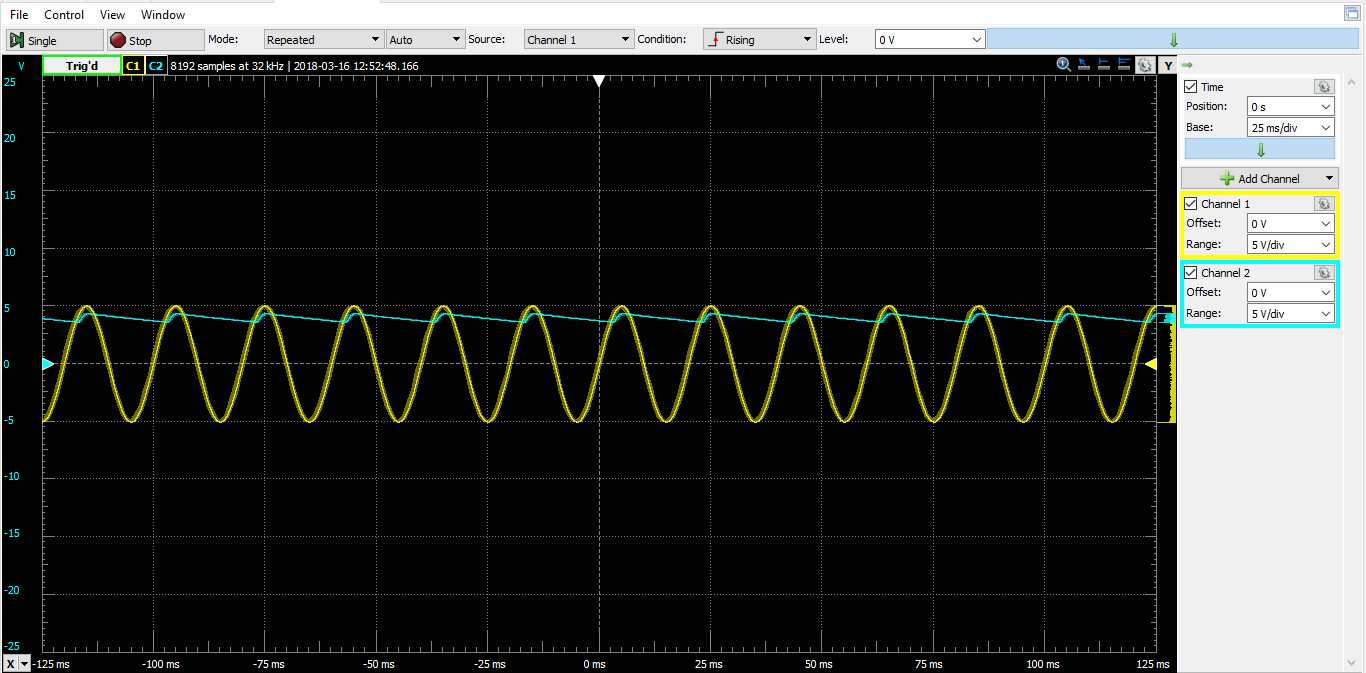 File Control View Window
Single Stop Mode: Repeated Auto Source: Channel 1 Condition: Rising Level: 0 V
V Trig'd C1 C2 8192 samples at 32 kHz | 2018-03-16 12:52:48.166 Y
25
20
15
10
5
0
-5
-10
-15
-20
-25
X -125 ms -100 ms -75 ms -50 ms -25 ms 0 ms 25 ms 50 ms 75 ms 100 ms 125 ms
Time
Position: 0 s
Base: 25 ms/div
Add Channel
Channel 1
Offset: 0 V
Range: 5 V/div
Channel 2
Offset: 0 V
Range: 5 V/div